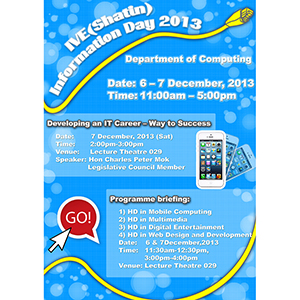 IVE(Shatin)
Information Day 2013
Department of Computing
Date: 6 – 7 December, 2013
Time: 11:00am – 5:00pm
Developing an IT Career – Way to Success
Date: 7 December, 2013 (Sat)
Time: 2:00pm-3:00pm
Venue: Lecture Theatre 029
Speaker: Hon Charles Peter Mok
Legislative Council Member
GO!
Programme briefing:
1) HD in Mobile Computing
2) HD in Multimedia
3) HD in Digital Entertainment
4) HD in Web Design and Development
Date: 6 & 7December,2013
Time: 11:30am-12:30pm,
3:00pm-4:00pm
Venue: Lecture Theatre 029